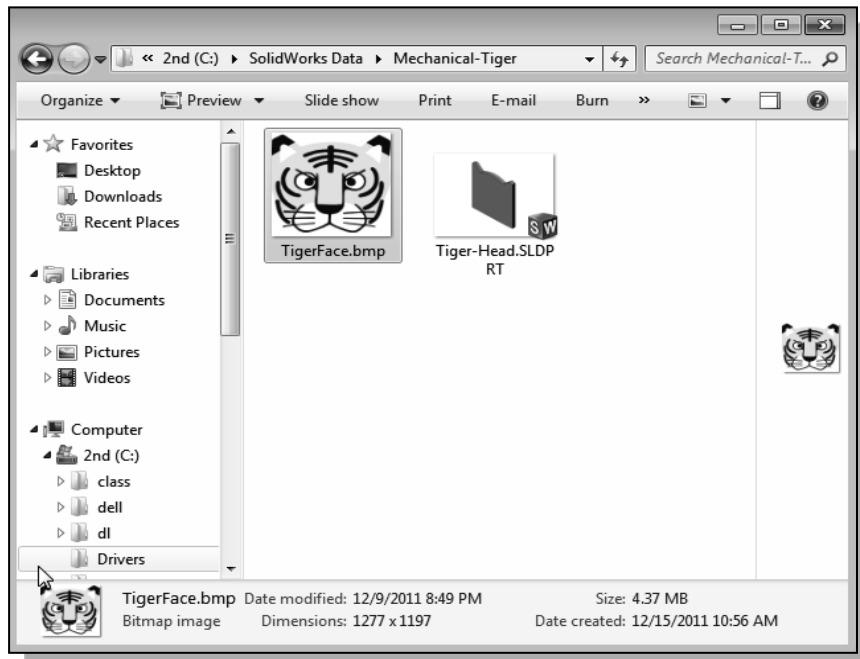 « 2nd (C:) ▸ SolidWorks Data ▸ Mechanical-Tiger
Search Mechanical-T...
Organize ▼ Preview ▼ Slide show Print E-mail Burn »
Favorites
Desktop
Downloads
Recent Places
Libraries
Documents
Music
Pictures
Videos
Computer
2nd (C:)
class
dell
dl
Drivers
TigerFace.bmp
Tiger-Head.SLDP
RT
SW
TigerFace.bmp Date modified: 12/9/2011 8:49 PM Size: 4.37 MB
Bitmap image Dimensions: 1277 x 1197 Date created: 12/15/2011 10:56 AM